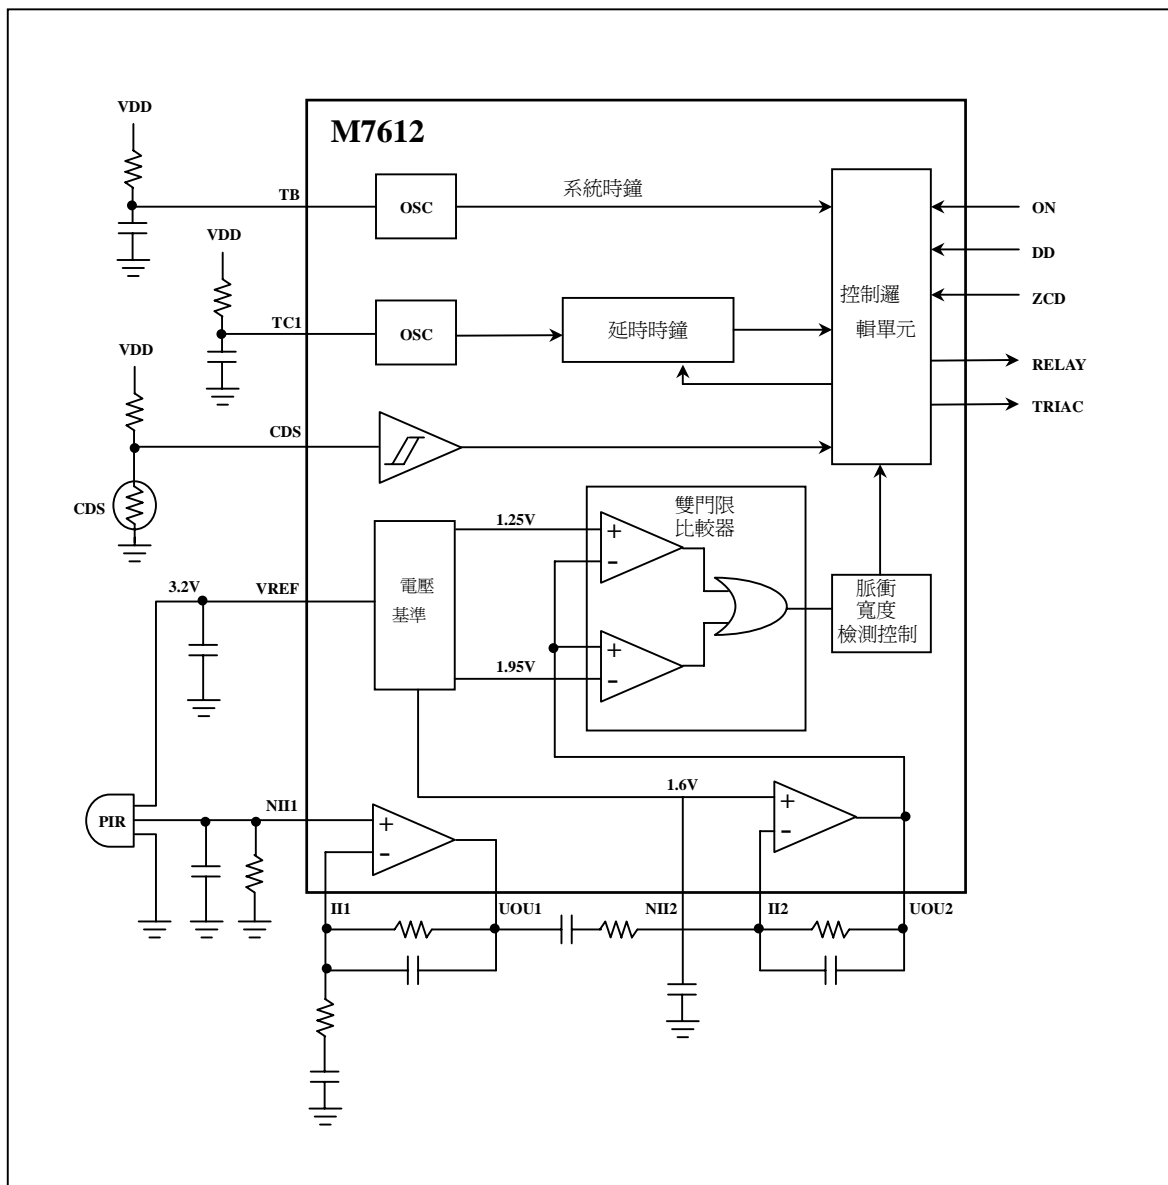 VDD
M7612
TB
OSC
系統時鐘
ON
VDD
DD
控制邏
輯單元
ZCD
TC1
OSC
延時時鐘
VDD
RELAY
TRIAC
CDS
CDS
雙門限
比較器
1.25V
+
-
電壓
基準
3.2V
VREF
脈衝
寬度
檢測控制
1.95V
+
-
1.6V
NII1
PIR
+
-
+
-
II1
UOU1
NII2
II2
UOU2